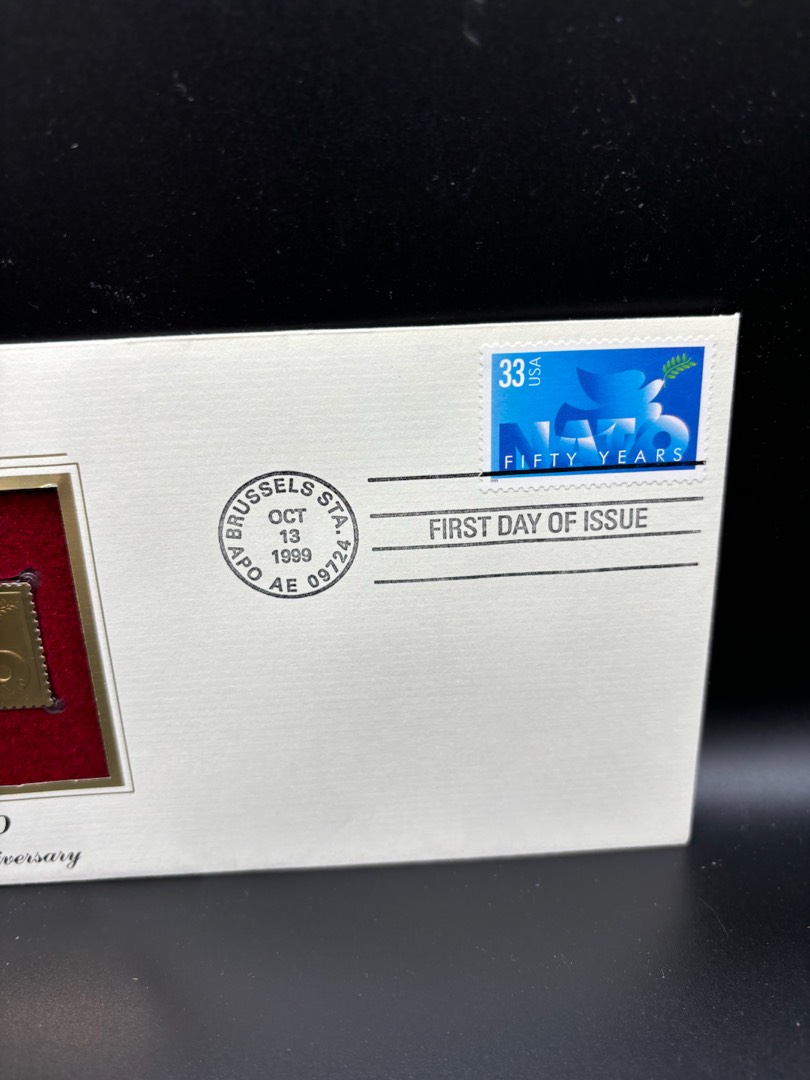 33 USA
NATO
FIFTY YEARS
BRUSSELS STA.
OCT
13
1999
APO AE 09724
FIRST DAY OF ISSUE
O
iversary